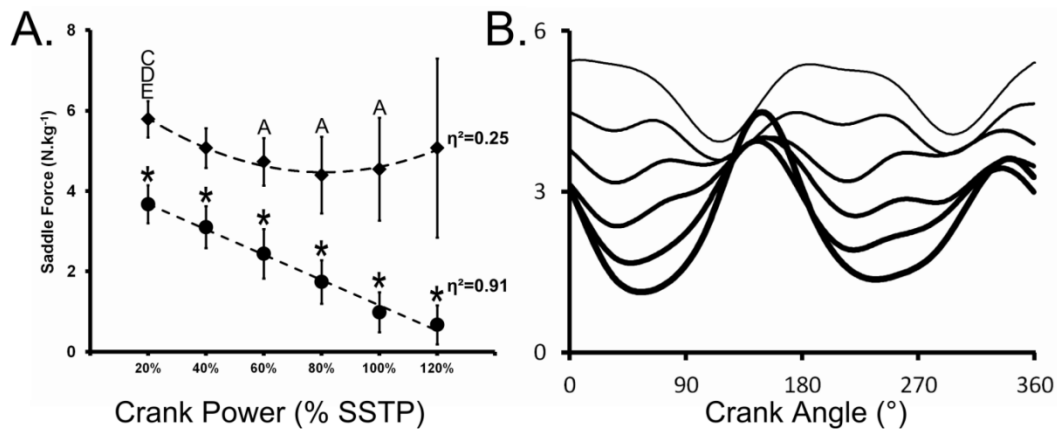 A.
B.
8
6
4
2
0
Saddle Force (N.kg⁻¹)
C
D
E
A
A
A
η²=0.25
*
*
*
*
*
*
η²=0.91
20%
40%
60%
80%
100%
120%
Crank Power (% SSTP)
6
3
0
0
90
180
270
360
Crank Angle (°)